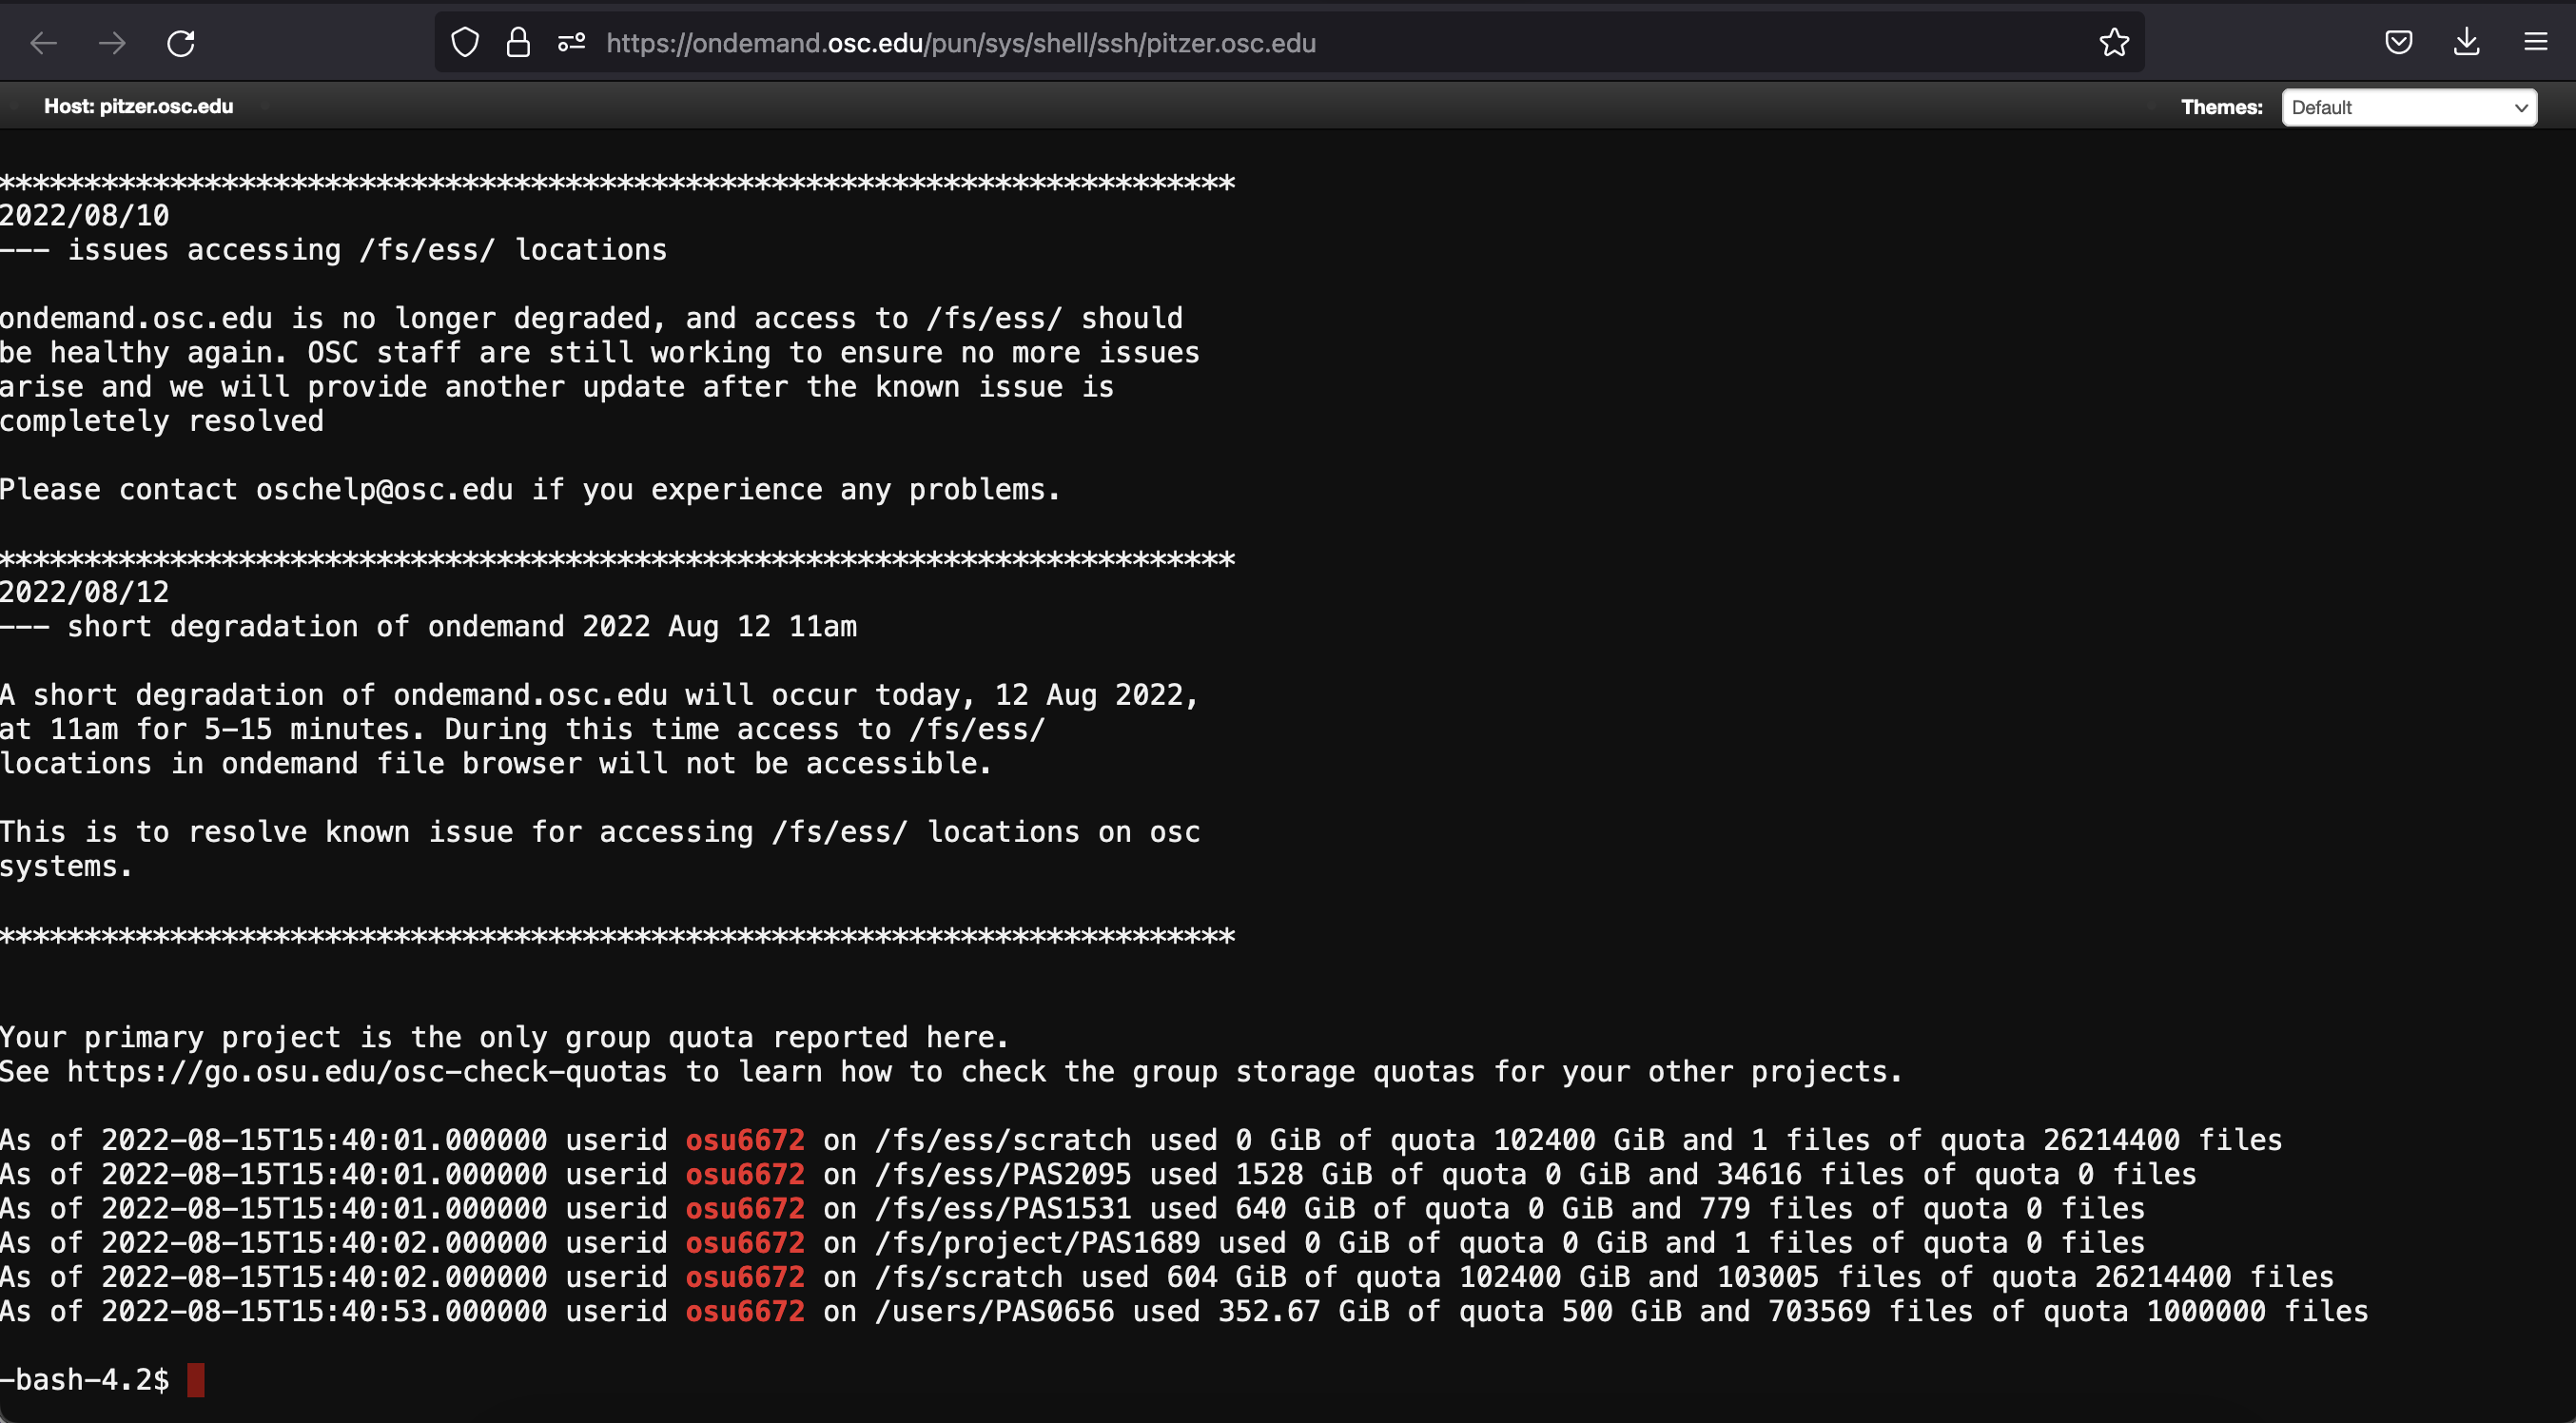 https://ondemand.osc.edu/pun/sys/shell/ssh/pitzer.osc.edu
Host: pitzer.osc.edu
Themes: Default
************************************************************************
2022/08/10
--- issues accessing /fs/ess/ locations
ondemand.osc.edu is no longer degraded, and access to /fs/ess/ should
be healthy again. OSC staff are still working to ensure no more issues
arise and we will provide another update after the known issue is
completely resolved
Please contact oschelp@osc.edu if you experience any problems.
************************************************************************
2022/08/12
--- short degradation of ondemand 2022 Aug 12 11am
A short degradation of ondemand.osc.edu will occur today, 12 Aug 2022,
at 11am for 5-15 minutes. During this time access to /fs/ess/
locations in ondemand file browser will not be accessible.
This is to resolve known issue for accessing /fs/ess/ locations on osc
systems.
************************************************************************
Your primary project is the only group quota reported here.
See https://go.osu.edu/osc-check-quotas to learn how to check the group storage quotas for your other projects.
As of 2022-08-15T15:40:01.000000 userid osu6672 on /fs/ess/scratch used 0 GiB of quota 102400 GiB and 1 files of quota 26214400 files
As of 2022-08-15T15:40:01.000000 userid osu6672 on /fs/ess/PAS2095 used 1528 GiB of quota 0 GiB and 34616 files of quota 0 files
As of 2022-08-15T15:40:01.000000 userid osu6672 on /fs/ess/PAS1531 used 640 GiB of quota 0 GiB and 779 files of quota 0 files
As of 2022-08-15T15:40:02.000000 userid osu6672 on /fs/project/PAS1689 used 0 GiB of quota 0 GiB and 1 files of quota 0 files
As of 2022-08-15T15:40:02.000000 userid osu6672 on /fs/scratch used 604 GiB of quota 102400 GiB and 103005 files of quota 26214400 files
As of 2022-08-15T15:40:53.000000 userid osu6672 on /users/PAS0656 used 352.67 GiB of quota 500 GiB and 703569 files of quota 1000000 files
-bash-4.2$